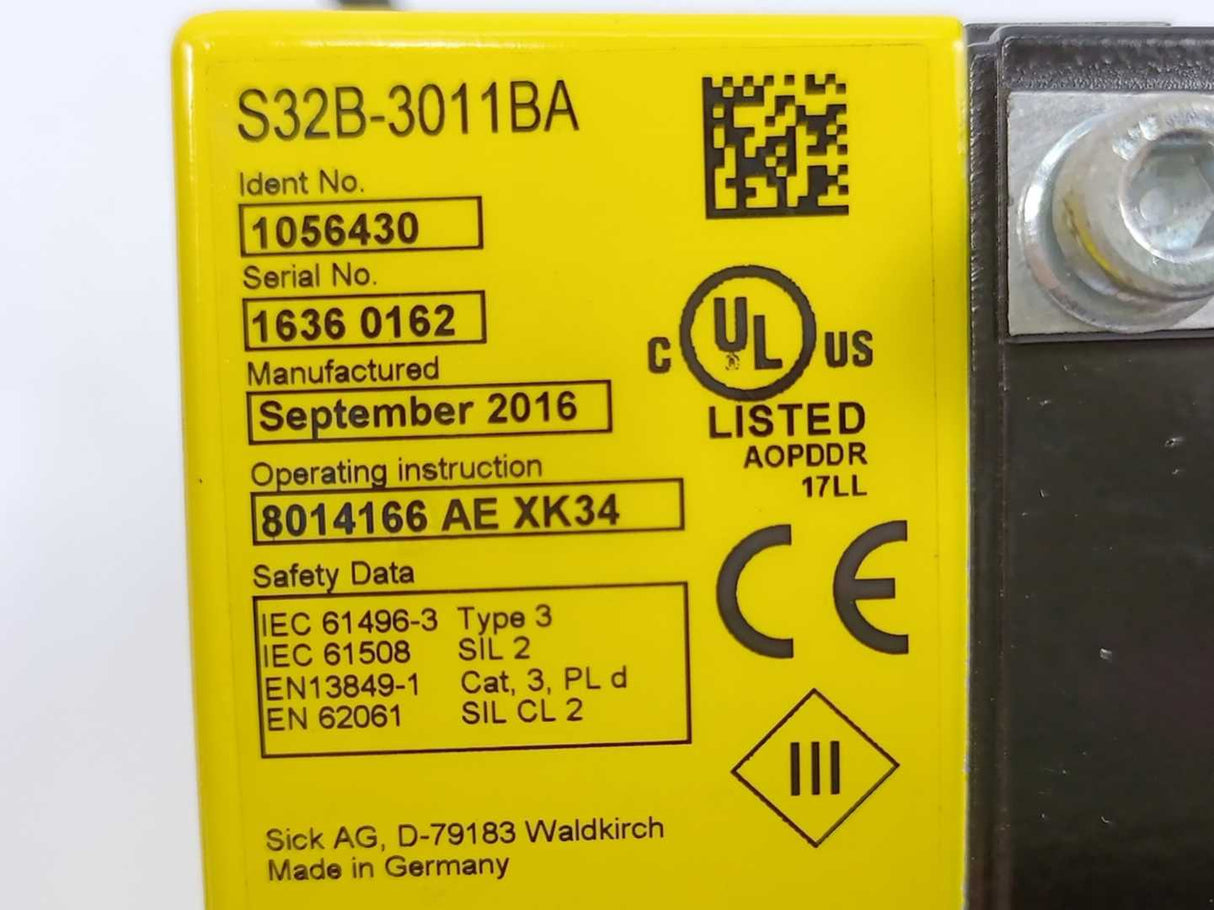 S32B-3011BA
Ident No.
1056430
Serial No.
1636 0162
Manufactured
September 2016
Operating instruction
8014166 AE XK34
Safety Data
IEC 61496-3 Type 3
IEC 61508 SIL 2
EN13849-1 Cat, 3, PL d
EN 62061 SIL CL 2
Sick AG, D-79183 Waldkirch
Made in Germany
C UL US
LISTED
AOPDDR
17LL
CE
III